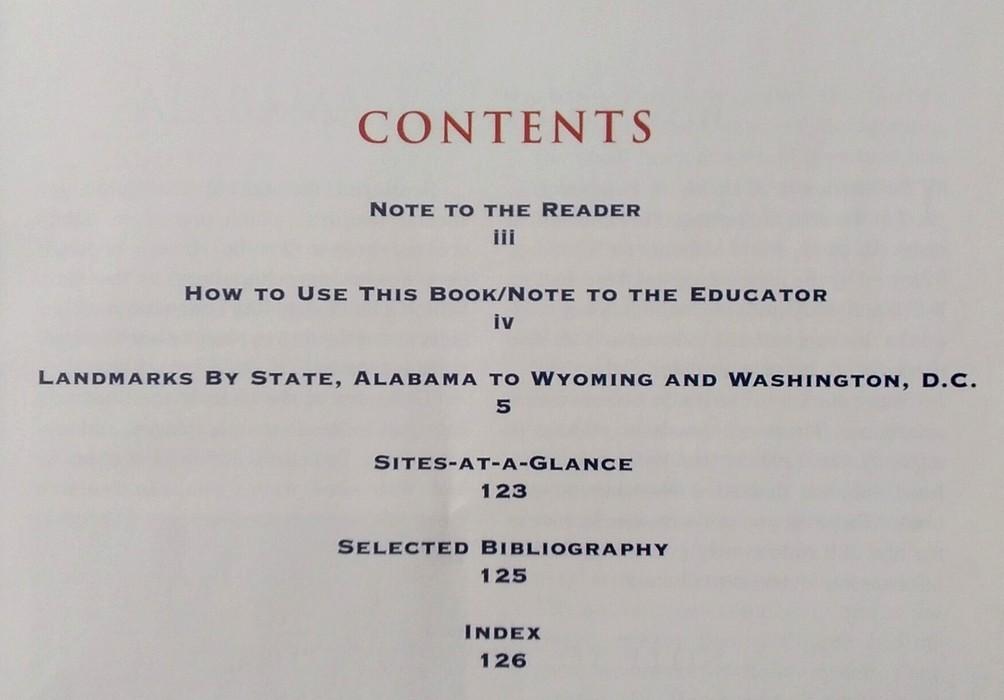 CONTENTS
NOTE TO THE READER
iii
HOW TO USE THIS BOOK/NOTE TO THE EDUCATOR
iv
LANDMARKS BY STATE, ALABAMA TO WYOMING AND WASHINGTON, D.C.
5
SITES-AT-A-GLANCE
123
SELECTED BIBLIOGRAPHY
125
INDEX
126